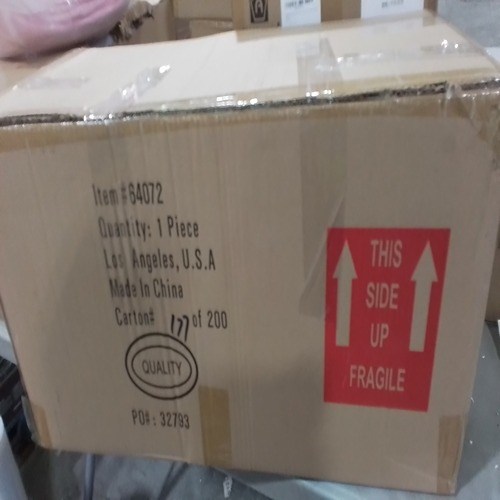 Item # 64072
Quantity: 1 Piece
Los Angeles, U.S.A
Made In China
Carton# 177 of 200
QUALITY
PO#: 32793
THIS
SIDE
UP
FRAGILE